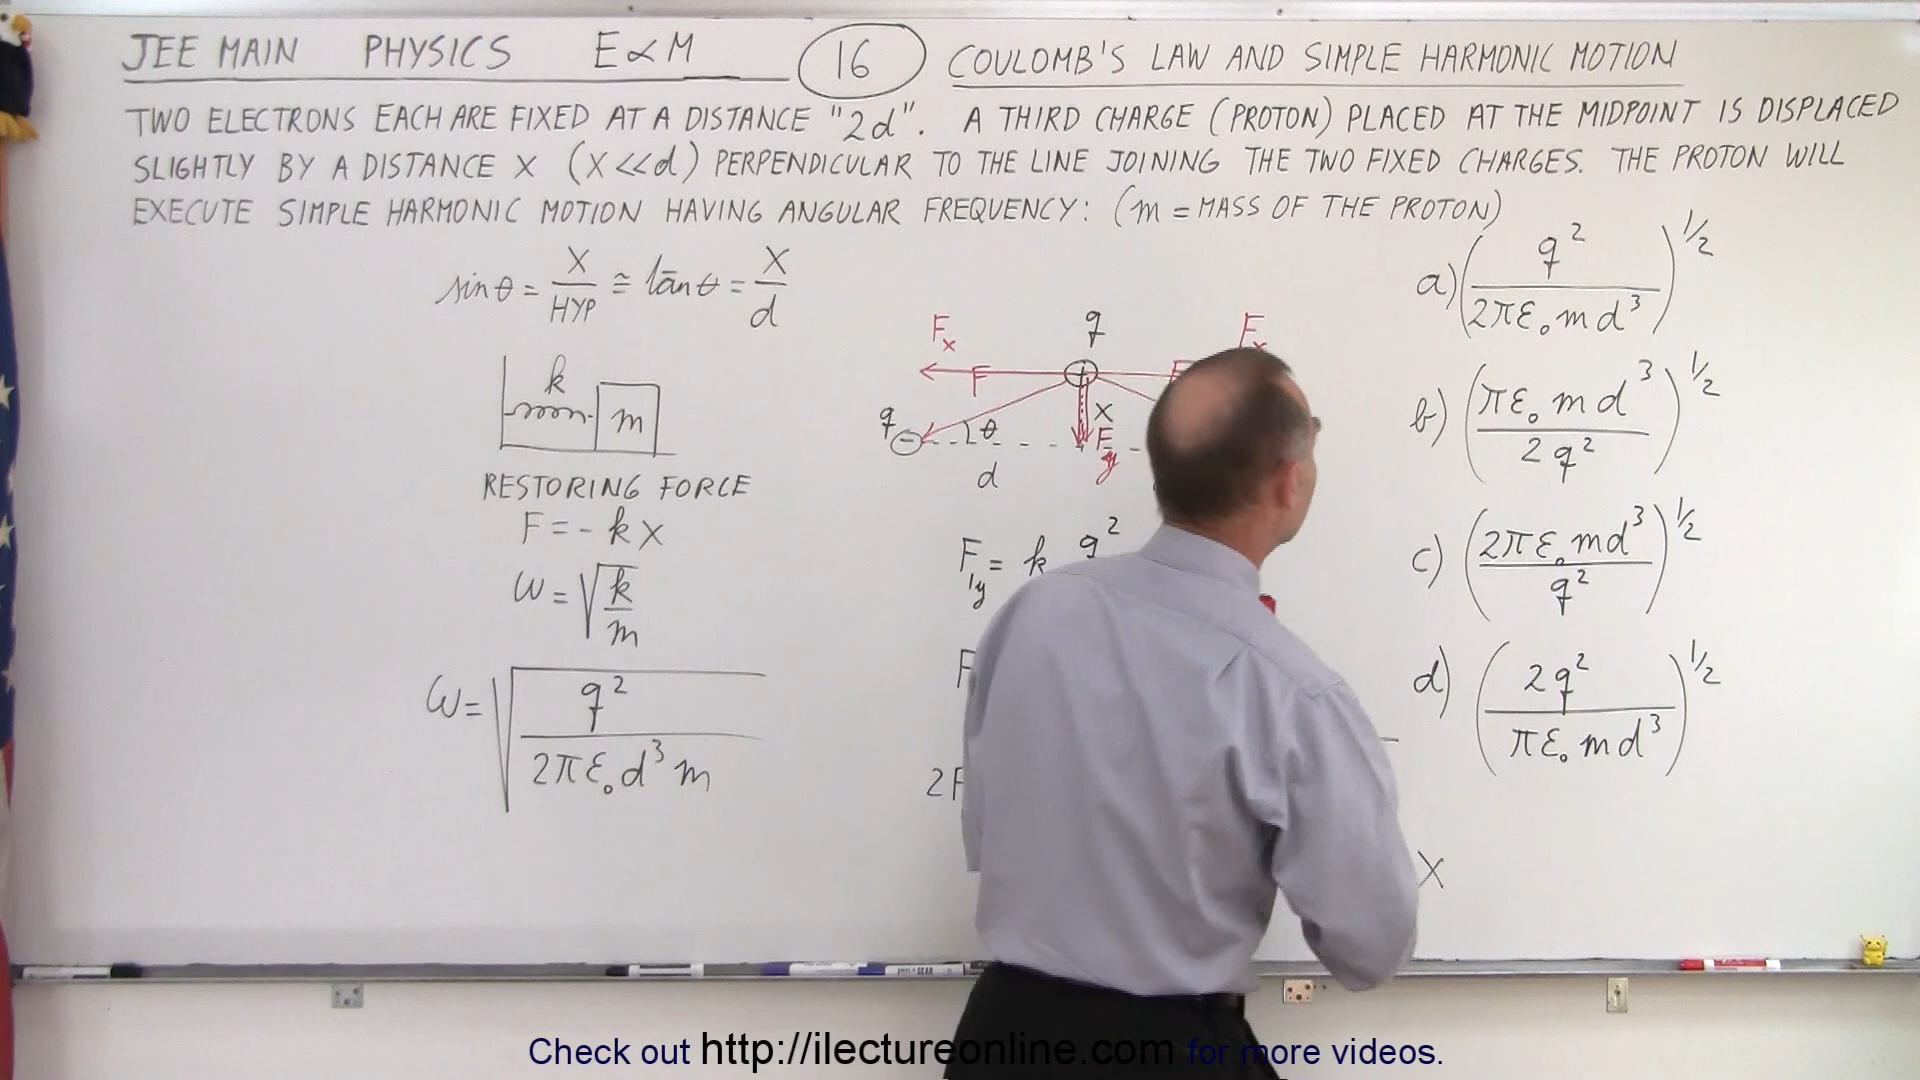 JEE MAIN PHYSICS E&M 16 COULOMB'S LAW AND SIMPLE HARMONIC MOTION
TWO ELECTRONS EACH ARE FIXED AT A DISTANCE "2d". A THIRD CHARGE (PROTON) PLACED AT THE MIDPOINT IS DISPLACED
SLIGHTLY BY A DISTANCE X (X<<d) PERPENDICULAR TO THE LINE JOINING THE TWO FIXED CHARGES. THE PROTON WILL
EXECUTE SIMPLE HARMONIC MOTION HAVING ANGULAR FREQUENCY: (m = MASS OF THE PROTON)
sin θ = X/HYP ≅ tan θ = X/d
k
m
RESTORING FORCE
F = - k x
ω = √(k/m)
ω = √(q²/(2πε₀d³m))
q
Fx Fx
F F
+
X
q − θ
Fy
d
F1y = k q²
F
2F
X
a) (q²/(2πε₀md³))^1/2
b) (πε₀md³/(2q²))^1/2
c) (2πε₀md³/q²)^1/2
d) (2q²/(πε₀md³))^1/2
Check out http://ilectureonline.com for more videos.